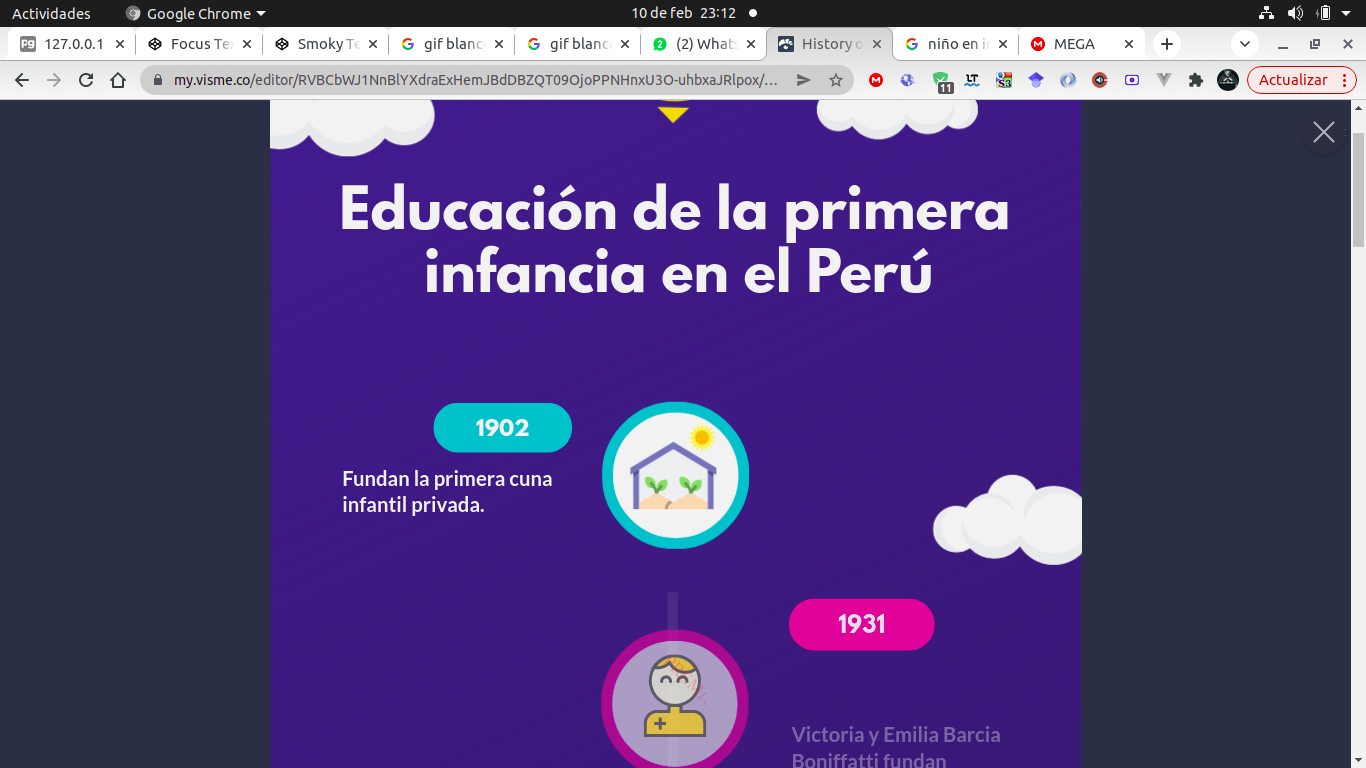 Actividades
Google Chrome
10 de feb 23:12
127.0.0.1
Focus Te
Smoky Te
gif blanc
gif blanc
(2) Whats
History o
niño en i
MEGA
my.visme.co/editor/RVBCbWJ1NnBlYXdraExHemJBdDBZQT09OjoPPNHnxU3O-uhbxaJRlpox/...
11
Actualizar
Educación de la primera
infancia en el Perú
1902
Fundan la primera cuna
infantil privada.
1931
Victoria y Emilia Barcia
Boniffatti fundan